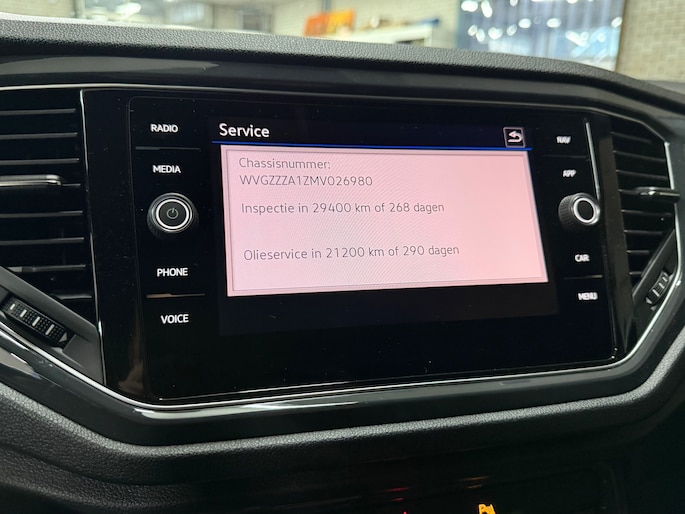 Service
RADIO
MEDIA
PHONE
VOICE
Chassisnummer:
WVGZZZA1ZMV026980
Inspectie in 29400 km of 268 dagen
Olieservice in 21200 km of 290 dagen
NAV
APP
CAR
MENU